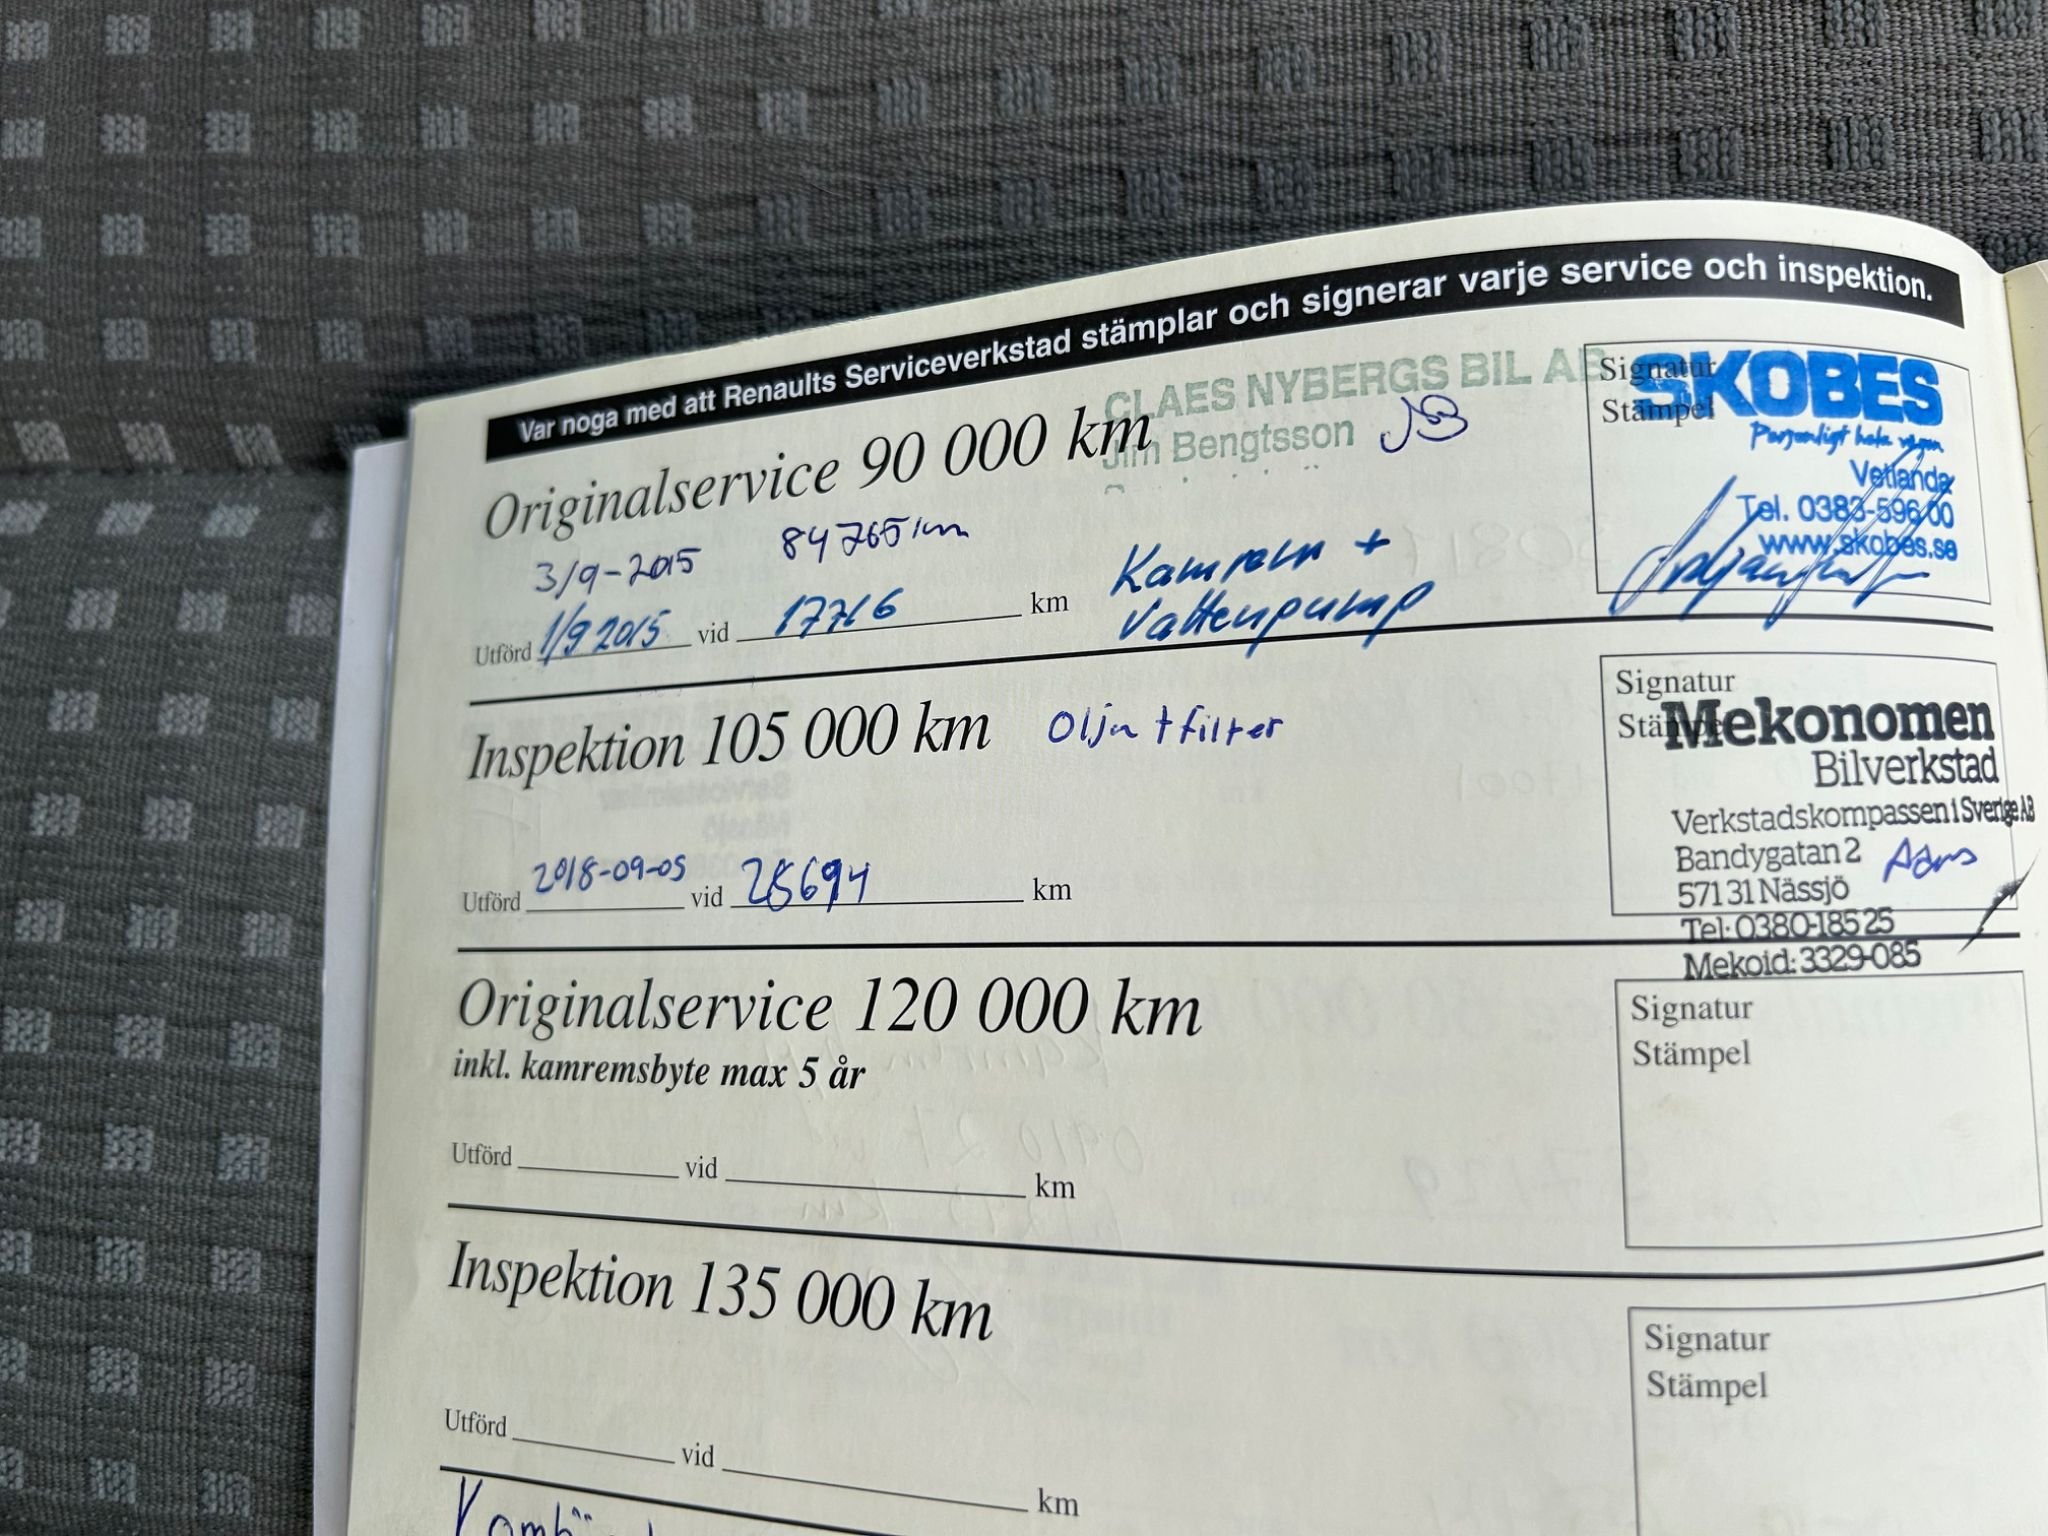 Var noga med att Renaults Serviceverkstad stämplar och signerar varje service och inspektion.
Originalservice 90 000 km
CLAES NYBERGS BIL AB
Jim Bengtsson JB
Signatur
Stämpel
SKOBES
Personligt hela vägen
Vetlanda
Tel. 0383-596 00
www.skobes.se
3/9-2015 84765 km
Utförd 1/9 2015 vid 17716 km
Kamrem +
Vattenpump
Inspektion 105 000 km
Olja + filter
Utförd 2018-09-05 vid 25694 km
Signatur
Stämpel
Mekonomen
Bilverkstad
Verkstadskompassen i Sverige AB
Bandygatan 2
571 31 Nässjö
Tel: 0380-185 25
Mekoid: 3329-085
Originalservice 120 000 km
inkl. kamremsbyte max 5 år
Utförd vid km
Signatur
Stämpel
Inspektion 135 000 km
Utförd vid km
Signatur
Stämpel